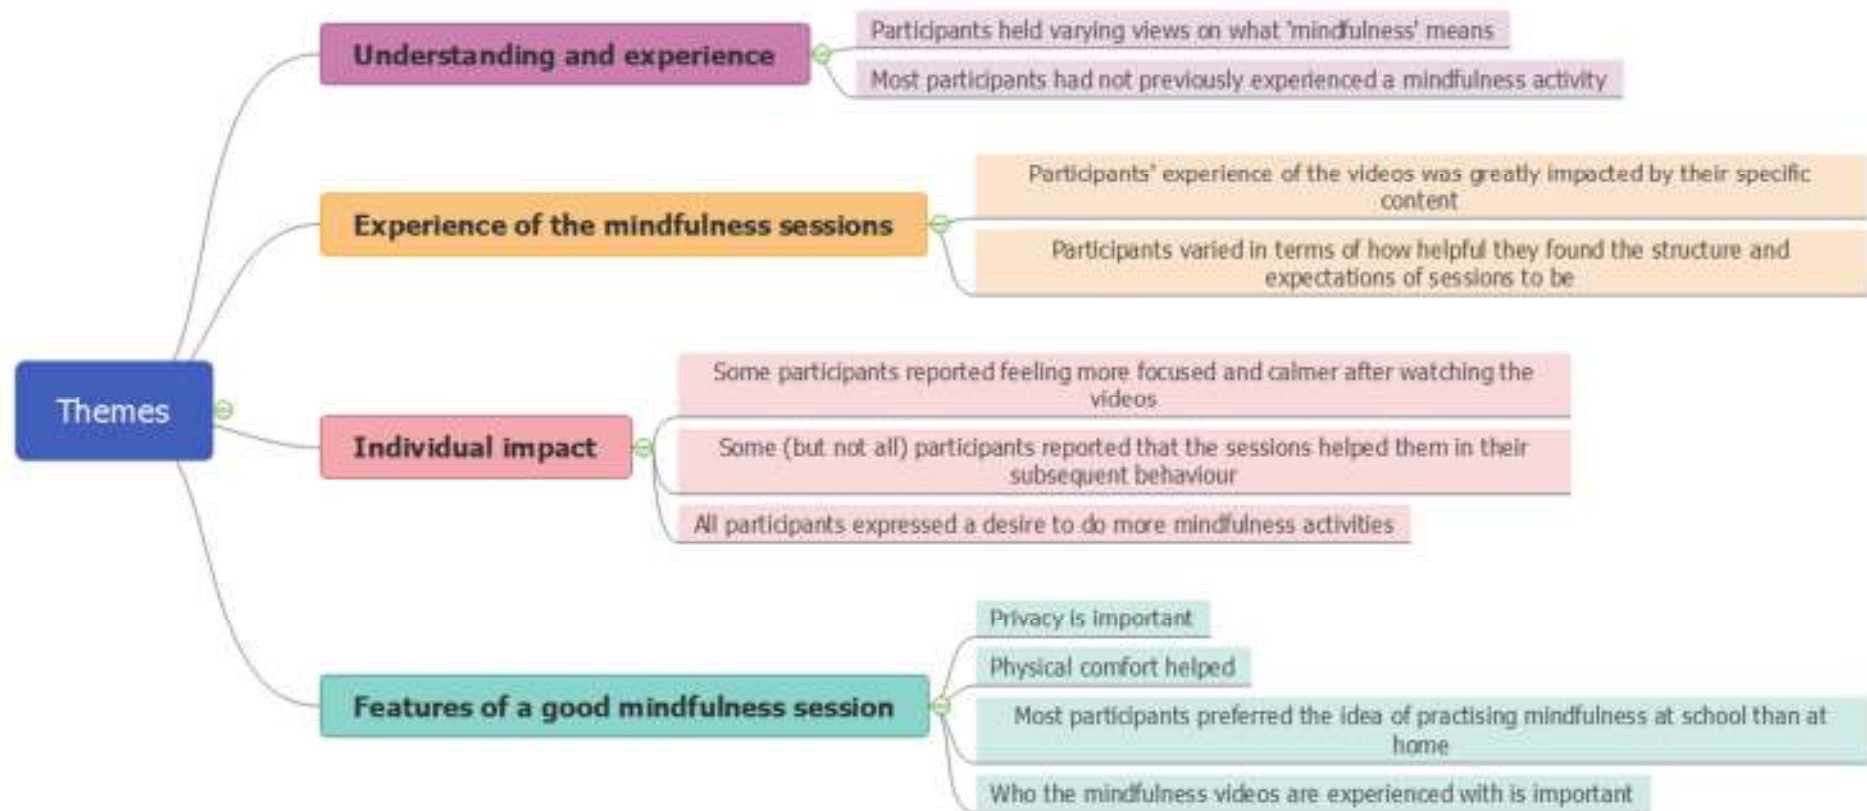 Themes
Understanding and experience
Participants held varying views on what 'mindfulness' means
Most participants had not previously experienced a mindfulness activity
Experience of the mindfulness sessions
Participants' experience of the videos was greatly impacted by their specific
content
Participants varied in terms of how helpful they found the structure and
expectations of sessions to be
Individual impact
Some participants reported feeling more focused and calmer after watching the
videos
Some (but not all) participants reported that the sessions helped them in their
subsequent behaviour
All participants expressed a desire to do more mindfulness activities
Features of a good mindfulness session
Privacy is important
Physical comfort helped
Most participants preferred the idea of practising mindfulness at school than at
home
Who the mindfulness videos are experienced with is important